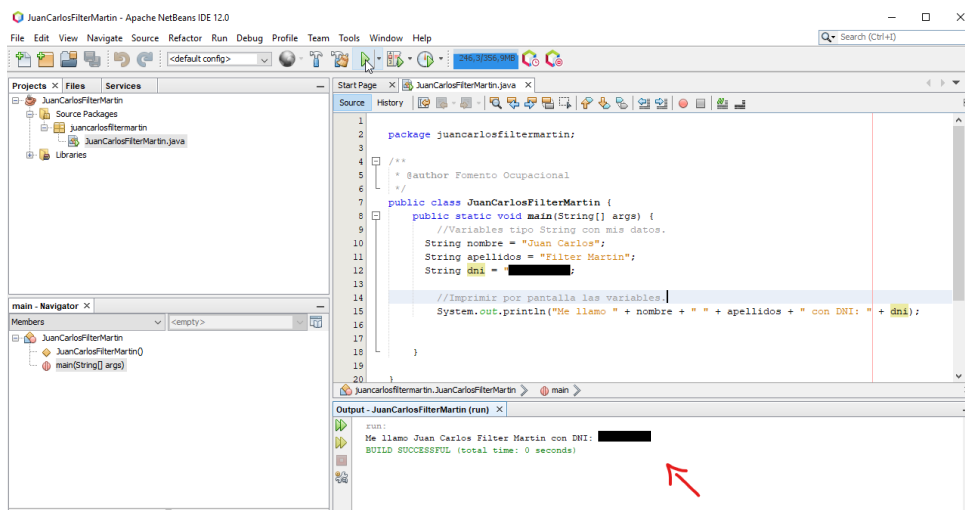 JuanCarlosFilterMartin - Apache NetBeans IDE 12.0
File Edit View Navigate Source Refactor Run Debug Profile Team Tools Window Help
Search (Ctrl+I)
<default config>
246,3/356,9MB
Projects Files Services
JuanCarlosFilterMartin
Source Packages
juancarlosfiltermartin
JuanCarlosFilterMartin.java
Libraries
Start Page JuanCarlosFilterMartin.java
Source History
1
2 package juancarlosfiltermartin;
3
4 /**
5 * @author Fomento Ocupacional
6 */
7 public class JuanCarlosFilterMartin {
8 public static void main(String[] args) {
9 //Variables tipo String con mis datos.
10 String nombre = "Juan Carlos";
11 String apellidos = "Filter Martin";
12 String dni = " ;
13
14 //Imprimir por pantalla las variables.
15 System.out.println("Me llamo " + nombre + " " + apellidos + " con DNI: " + dni);
16
17
18 }
19
20 }
juancarlosfiltermartin.JuanCarlosFilterMartin main
main - Navigator
Members <empty>
JuanCarlosFilterMartin
JuanCarlosFilterMartin()
main(String[] args)
Output - JuanCarlosFilterMartin (run)
run:
Me llamo Juan Carlos Filter Martin con DNI:
BUILD SUCCESSFUL (total time: 0 seconds)